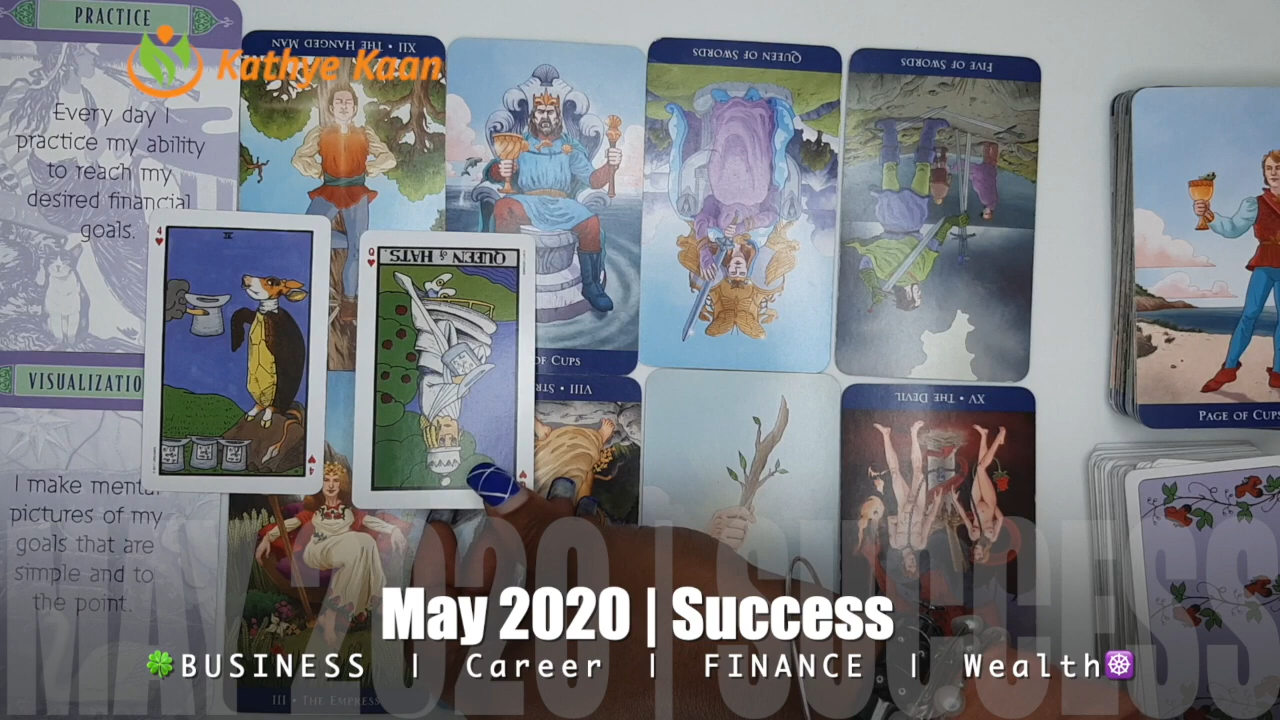 PRACTICE
Kathye Kaan
Every day I
practice my ability
to reach my
desired financial
goals.
XII • THE HANGED MAN
QUEEN OF SWORDS
FIVE OF SWORDS
4
IV
4
Q
QUEEN of HATS.
OF CUPS
VISUALIZATIO
VIII • STR
XV • THE DEVIL
PAGE OF CUPS
I make mental
pictures of my
goals that are
simple and to
the point.
III • THE EMPRESS
MAY 2020 | SUCCESS
May 2020 | Success
🍀BUSINESS | Career | FINANCE | Wealth☸